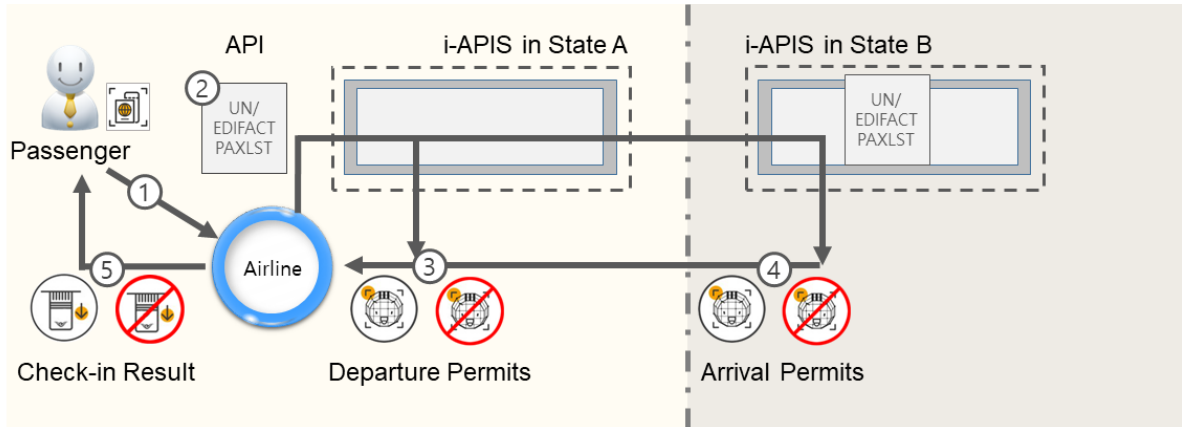 API
i-APIS in State A
i-APIS in State B
2
UN/
EDIFACT
PAXLST
UN/
EDIFACT
PAXLST
Passenger
1
Airline
5
3
4
Check-in Result
Departure Permits
Arrival Permits